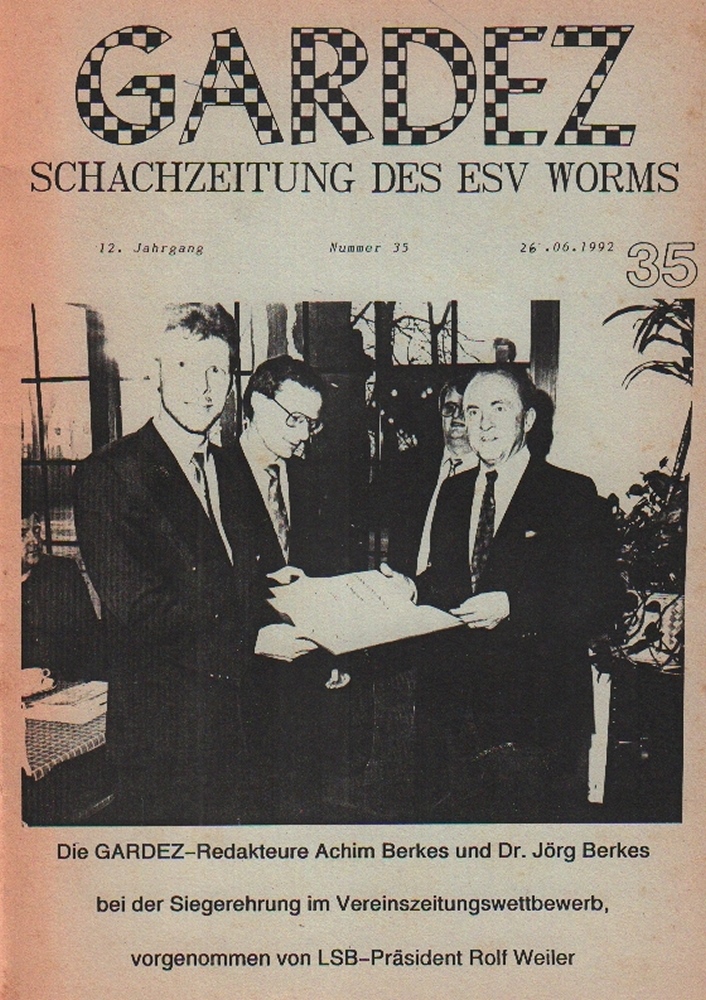 GARDEZ
SCHACHZEITUNG DES ESV WORMS
12. Jahrgang Nummer 35 26.06.1992 35
Die GARDEZ-Redakteure Achim Berkes und Dr. Jörg Berkes
bei der Siegerehrung im Vereinszeitungswettbewerb,
vorgenommen von LSB-Präsident Rolf Weiler